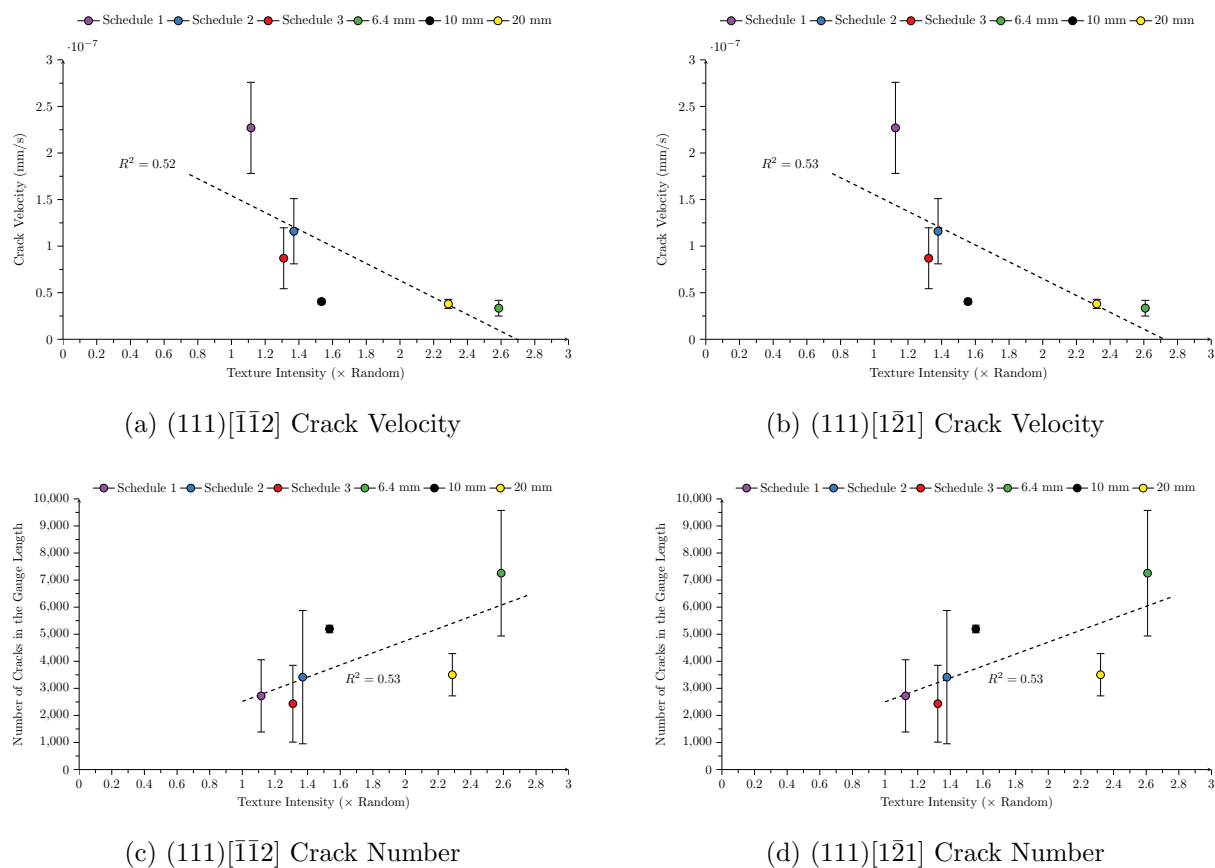 Schedule 1 Schedule 2 Schedule 3 6.4 mm 10 mm 20 mm
·10⁻⁷
3
2.5
2
1.5
1
0.5
0
Crack Velocity (mm/s)
R² = 0.52
0 0.2 0.4 0.6 0.8 1 1.2 1.4 1.6 1.8 2 2.2 2.4 2.6 2.8 3
Texture Intensity (× Random)
(a) (111)[1̄1̄2] Crack Velocity
Schedule 1 Schedule 2 Schedule 3 6.4 mm 10 mm 20 mm
·10⁻⁷
3
2.5
2
1.5
1
0.5
0
Crack Velocity (mm/s)
R² = 0.53
0 0.2 0.4 0.6 0.8 1 1.2 1.4 1.6 1.8 2 2.2 2.4 2.6 2.8 3
Texture Intensity (× Random)
(b) (111)[12̄1] Crack Velocity
Schedule 1 Schedule 2 Schedule 3 6.4 mm 10 mm 20 mm
10,000
9,000
8,000
7,000
6,000
5,000
4,000
3,000
2,000
1,000
0
Number of Cracks in the Gauge Length
R² = 0.53
0 0.2 0.4 0.6 0.8 1 1.2 1.4 1.6 1.8 2 2.2 2.4 2.6 2.8 3
Texture Intensity (× Random)
(c) (111)[1̄1̄2] Crack Number
Schedule 1 Schedule 2 Schedule 3 6.4 mm 10 mm 20 mm
10,000
9,000
8,000
7,000
6,000
5,000
4,000
3,000
2,000
1,000
0
Number of Cracks in the Gauge Length
R² = 0.53
0 0.2 0.4 0.6 0.8 1 1.2 1.4 1.6 1.8 2 2.2 2.4 2.6 2.8 3
Texture Intensity (× Random)
(d) (111)[12̄1] Crack Number